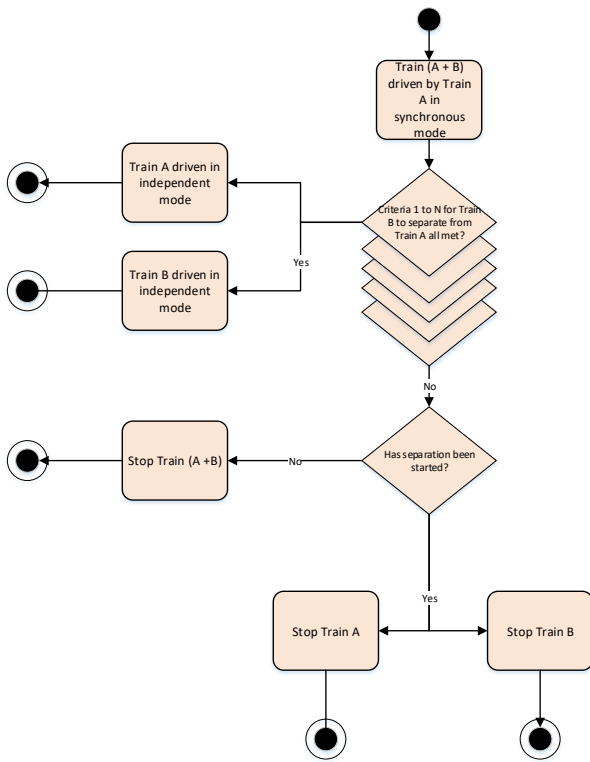 Train (A + B)
driven by Train
A in
synchronous
mode
Train A driven in
independent
mode
Criteria 1 to N for Train
B to separate from
Train A all met?
Yes
Train B driven in
independent
mode
No
Has separation been
started?
No
Stop Train (A +B)
Yes
Stop Train A
Stop Train B